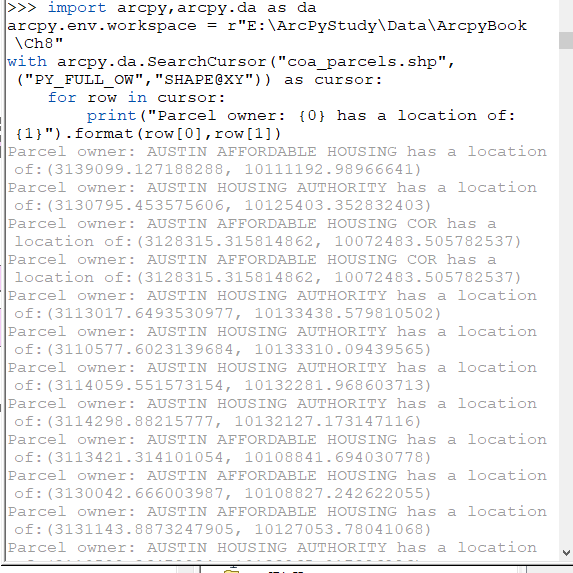 >>> import arcpy,arcpy.da as da
arcpy.env.workspace = r"E:\ArcPyStudy\Data\ArcpyBook
\Ch8"
with arcpy.da.SearchCursor("coa_parcels.shp",
("PY_FULL_OW","SHAPE@XY")) as cursor:
    for row in cursor:
        print("Parcel owner: {0} has a location of:
{1}").format(row[0],row[1])
Parcel owner: AUSTIN AFFORDABLE HOUSING has a location
of:(3139099.127188288, 10111192.98966641)
Parcel owner: AUSTIN HOUSING AUTHORITY has a location
of:(3130795.453575606, 10125403.352832403)
Parcel owner: AUSTIN AFFORDABLE HOUSING COR has a
location of:(3128315.315814862, 10072483.505782537)
Parcel owner: AUSTIN AFFORDABLE HOUSING COR has a
location of:(3128315.315814862, 10072483.505782537)
Parcel owner: AUSTIN HOUSING AUTHORITY has a location
of:(3113017.6493530977, 10133438.579810502)
Parcel owner: AUSTIN HOUSING AUTHORITY has a location
of:(3110577.6023139684, 10133310.09439565)
Parcel owner: AUSTIN HOUSING AUTHORITY has a location
of:(3114059.551573154, 10132281.968603713)
Parcel owner: AUSTIN HOUSING AUTHORITY has a location
of:(3114298.88215777, 10132127.173147116)
Parcel owner: AUSTIN AFFORDABLE HOUSING has a location
of:(3113421.314101054, 10108841.694030778)
Parcel owner: AUSTIN AFFORDABLE HOUSING has a location
of:(3130042.666003987, 10108827.242622055)
Parcel owner: AUSTIN AFFORDABLE HOUSING has a location
of:(3131143.8873247905, 10127053.78041068)
Parcel owner: AUSTIN HOUSING AUTHORITY has a location